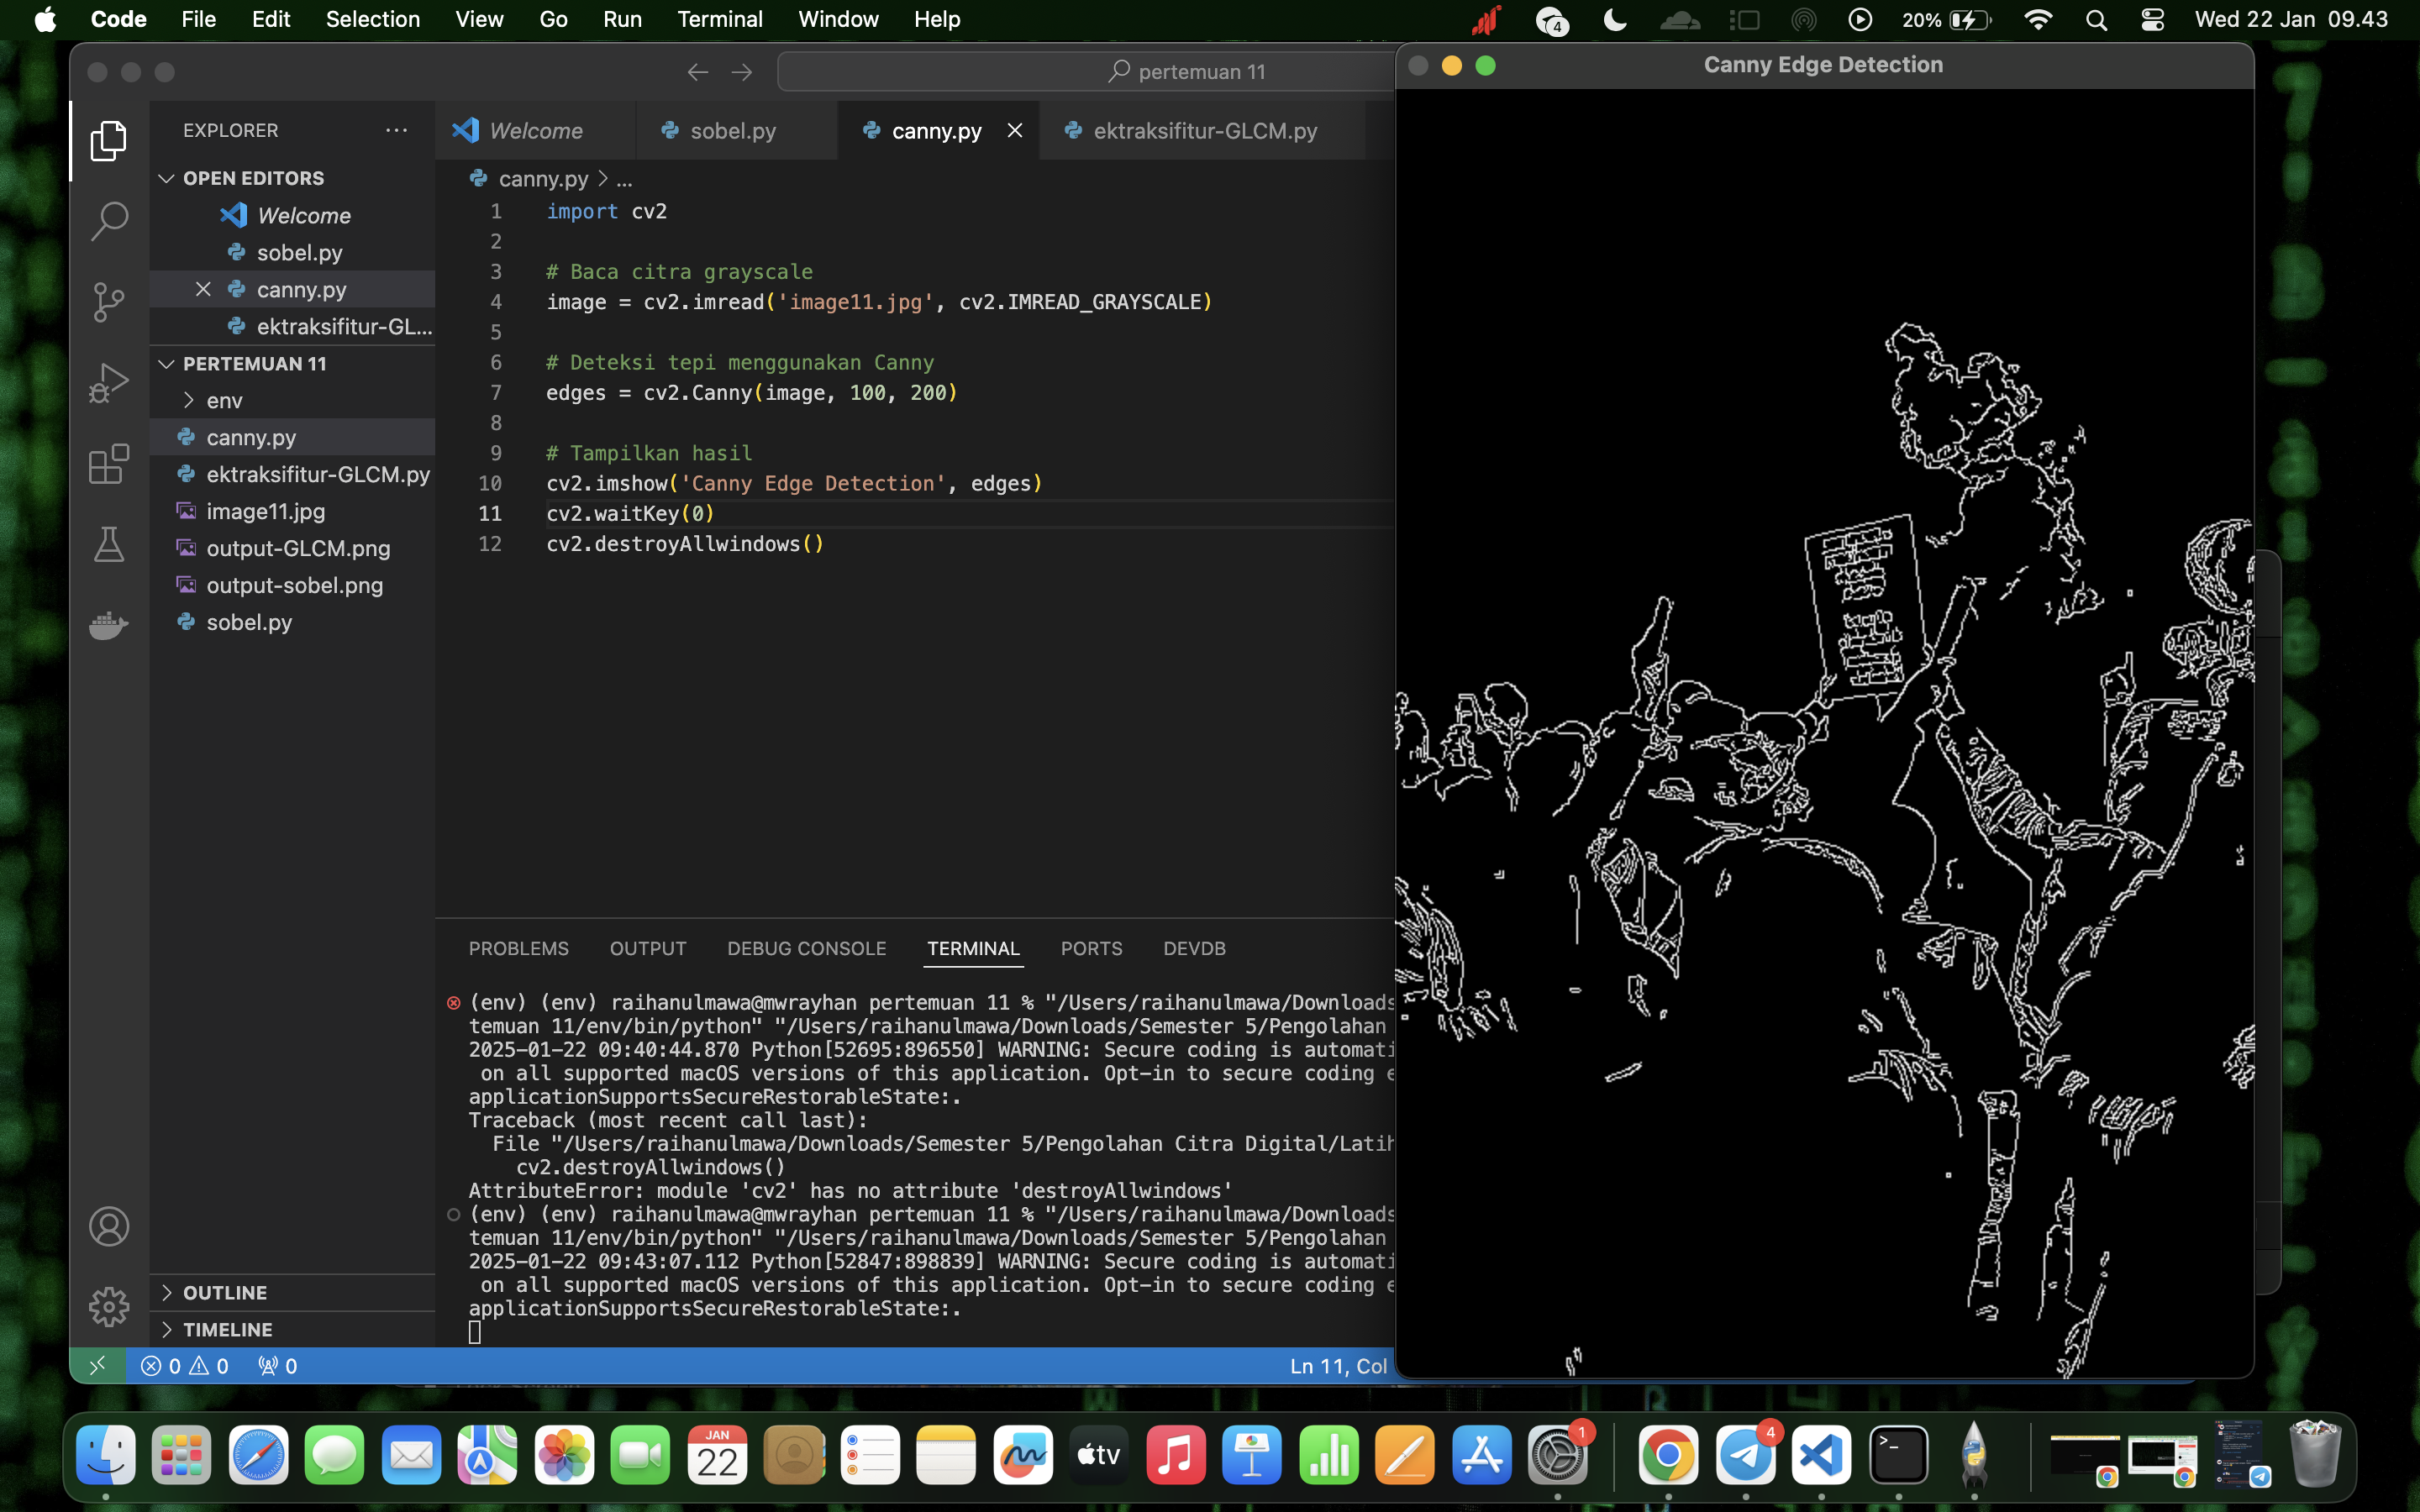 Code File Edit Selection View Go Run Terminal Window Help
4
20%
Wed 22 Jan 09.43
pertemuan 11
Canny Edge Detection
EXPLORER
Welcome
sobel.py
canny.py
ektraksifitur-GLCM.py
OPEN EDITORS
Welcome
sobel.py
canny.py
ektraksifitur-GL...
PERTEMUAN 11
env
canny.py
ektraksifitur-GLCM.py
image11.jpg
output-GLCM.png
output-sobel.png
sobel.py
OUTLINE
TIMELINE
canny.py > ...
1 import cv2
2
3 # Baca citra grayscale
4 image = cv2.imread('image11.jpg', cv2.IMREAD_GRAYSCALE)
5
6 # Deteksi tepi menggunakan Canny
7 edges = cv2.Canny(image, 100, 200)
8
9 # Tampilkan hasil
10 cv2.imshow('Canny Edge Detection', edges)
11 cv2.waitKey(0)
12 cv2.destroyAllwindows()
PROBLEMS OUTPUT DEBUG CONSOLE TERMINAL PORTS DEVDB
(env) (env) raihanulmawa@mwrayhan pertemuan 11 % "/Users/raihanulmawa/Downloads
temuan 11/env/bin/python" "/Users/raihanulmawa/Downloads/Semester 5/Pengolahan
2025-01-22 09:40:44.870 Python[52695:896550] WARNING: Secure coding is automati
on all supported macOS versions of this application. Opt-in to secure coding e
applicationSupportsSecureRestorableState:.
Traceback (most recent call last):
File "/Users/raihanulmawa/Downloads/Semester 5/Pengolahan Citra Digital/Latih
cv2.destroyAllwindows()
AttributeError: module 'cv2' has no attribute 'destroyAllwindows'
(env) (env) raihanulmawa@mwrayhan pertemuan 11 % "/Users/raihanulmawa/Downloads
temuan 11/env/bin/python" "/Users/raihanulmawa/Downloads/Semester 5/Pengolahan
2025-01-22 09:43:07.112 Python[52847:898839] WARNING: Secure coding is automati
on all supported macOS versions of this application. Opt-in to secure coding e
applicationSupportsSecureRestorableState:.
0 0 0
Ln 11, Col
JAN
22
tv
1
4